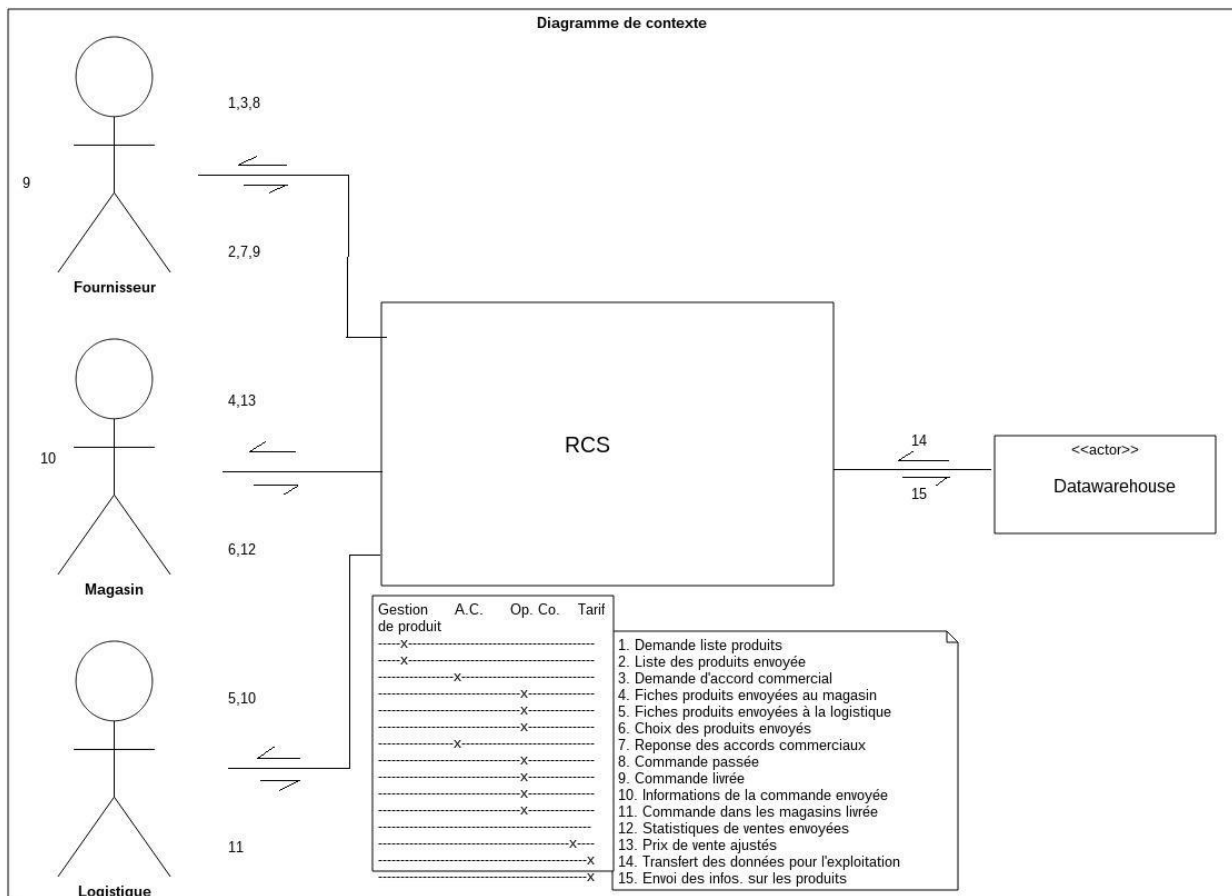 Diagramme de contexte
1,3,8
9
2,7,9
Fournisseur
4,13
10
6,12
Magasin
5,10
11
Logistique
RCS
14
15
<<actor>>
Datawarehouse
Gestion de produit A.C. Op. Co. Tarif
-----x------------------------------------------
-----x------------------------------------------
------------------x-----------------------------
----------------------------------x---------------
----------------------------------x---------------
----------------------------------x---------------
------------------x-----------------------------
----------------------------------x---------------
----------------------------------x---------------
----------------------------------x---------------
----------------------------------x---------------
---------------------------------------------------
----------------------------------------------x----
--------------------------------------------------x
--------------------------------------------------x
1. Demande liste produits
2. Liste des produits envoyée
3. Demande d'accord commercial
4. Fiches produits envoyées au magasin
5. Fiches produits envoyées à la logistique
6. Choix des produits envoyés
7. Reponse des accords commerciaux
8. Commande passée
9. Commande livrée
10. Informations de la commande envoyée
11. Commande dans les magasins livrée
12. Statistiques de ventes envoyées
13. Prix de vente ajustés
14. Transfert des données pour l'exploitation
15. Envoi des infos. sur les produits